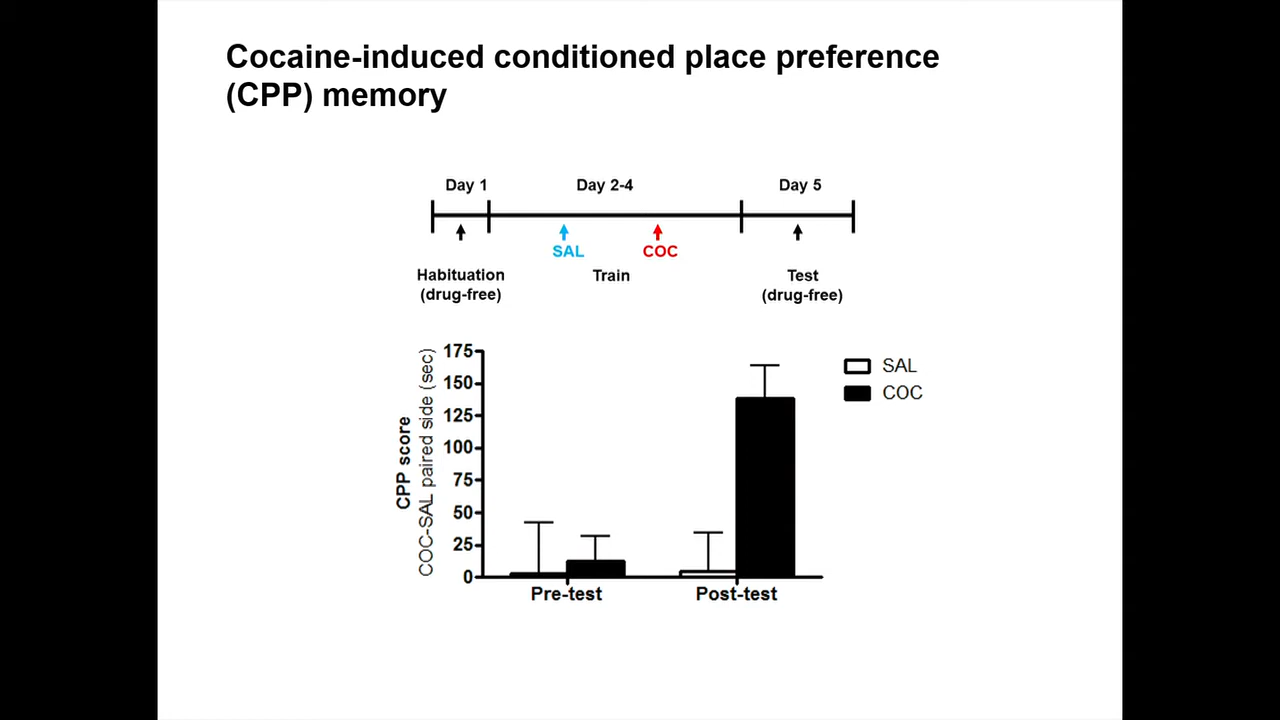 Cocaine-induced conditioned place preference
(CPP) memory
Day 1
Day 2-4
Day 5
SAL
COC
Habituation
(drug-free)
Train
Test
(drug-free)
CPP score
COC-SAL paired side (sec)
175
150
125
100
75
50
25
0
Pre-test
Post-test
SAL
COC